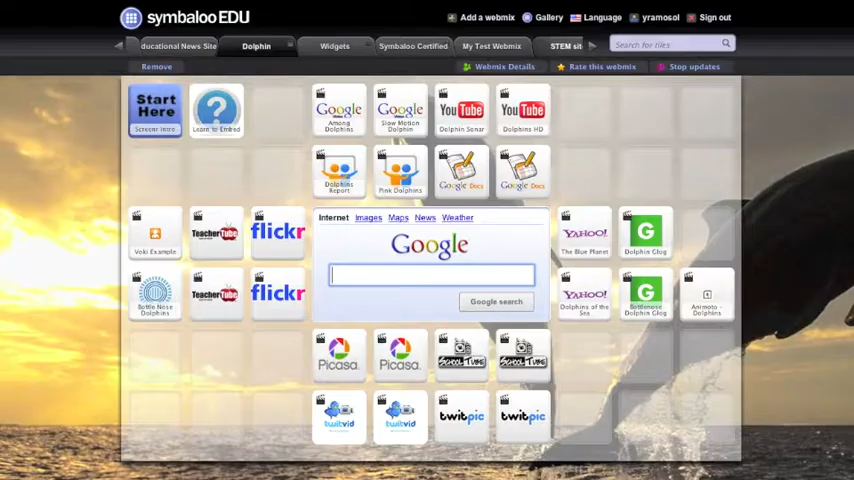 symbaloo EDU
Add a webmix Gallery Language yramosol Sign out
ducational News Site Dolphin Widgets Symbaloo Certified My Test Webmix STEM sit
Search for tiles
Remove Webmix Details Rate this webmix Stop updates
Start Here
Screenr Intro
Learn to Embed
Google
Among Dolphins
Google
Slow Motion Dolphin
YouTube
Dolphin Sonar
YouTube
Dolphins HD
Dolphins Report
Pink Dolphins
Google Docs
Google Docs
Voki Example
TeacherTube
flickr
Internet Images Maps News Weather
Google
Google search
YAHOO!
The Blue Planet
G
Dolphin Glog
Bottle Nose Dolphins
TeacherTube
flickr
YAHOO!
Dolphins of the Sea
G
Bottlenose Dolphin Glog
Animoto - Dolphins
Picasa
Picasa
SCHOOLTUBE
SCHOOLTUBE
twitvid
twitvid
twitpic
twitpic